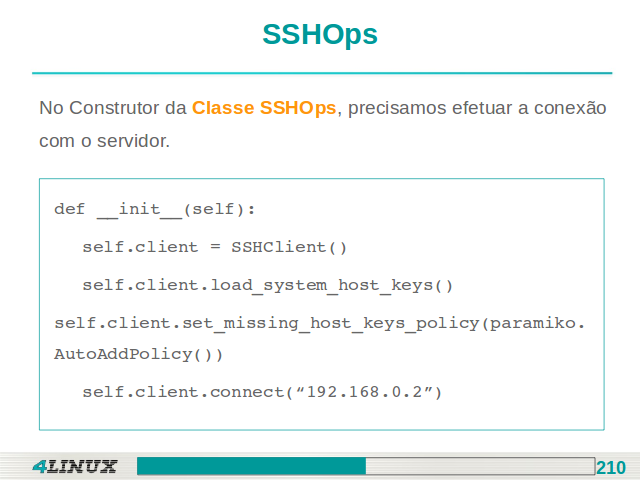 SSHOps
No Construtor da Classe SSHOps, precisamos efetuar a conexão
com o servidor.
def __init__(self):
self.client = SSHClient()
self.client.load_system_host_keys()
self.client.set_missing_host_keys_policy(paramiko.
AutoAddPolicy())
self.client.connect(“192.168.0.2”)
4LINUX
210